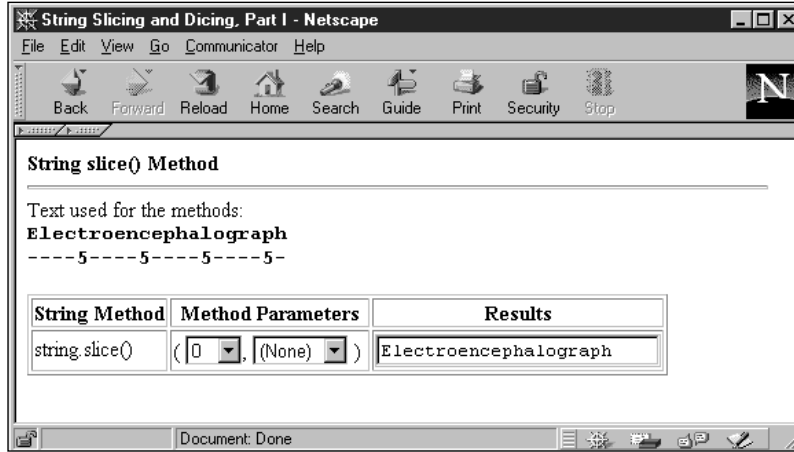 String Slicing and Dicing, Part I - Netscape
File Edit View Go Communicator Help
Back Forward Reload Home Search Guide Print Security Stop
N
String slice() Method
Text used for the methods:
Electroencephalograph
----5----5----5----5-
String Method Method Parameters Results
string.slice() ( 0 , (None) ) Electroencephalograph
Document: Done